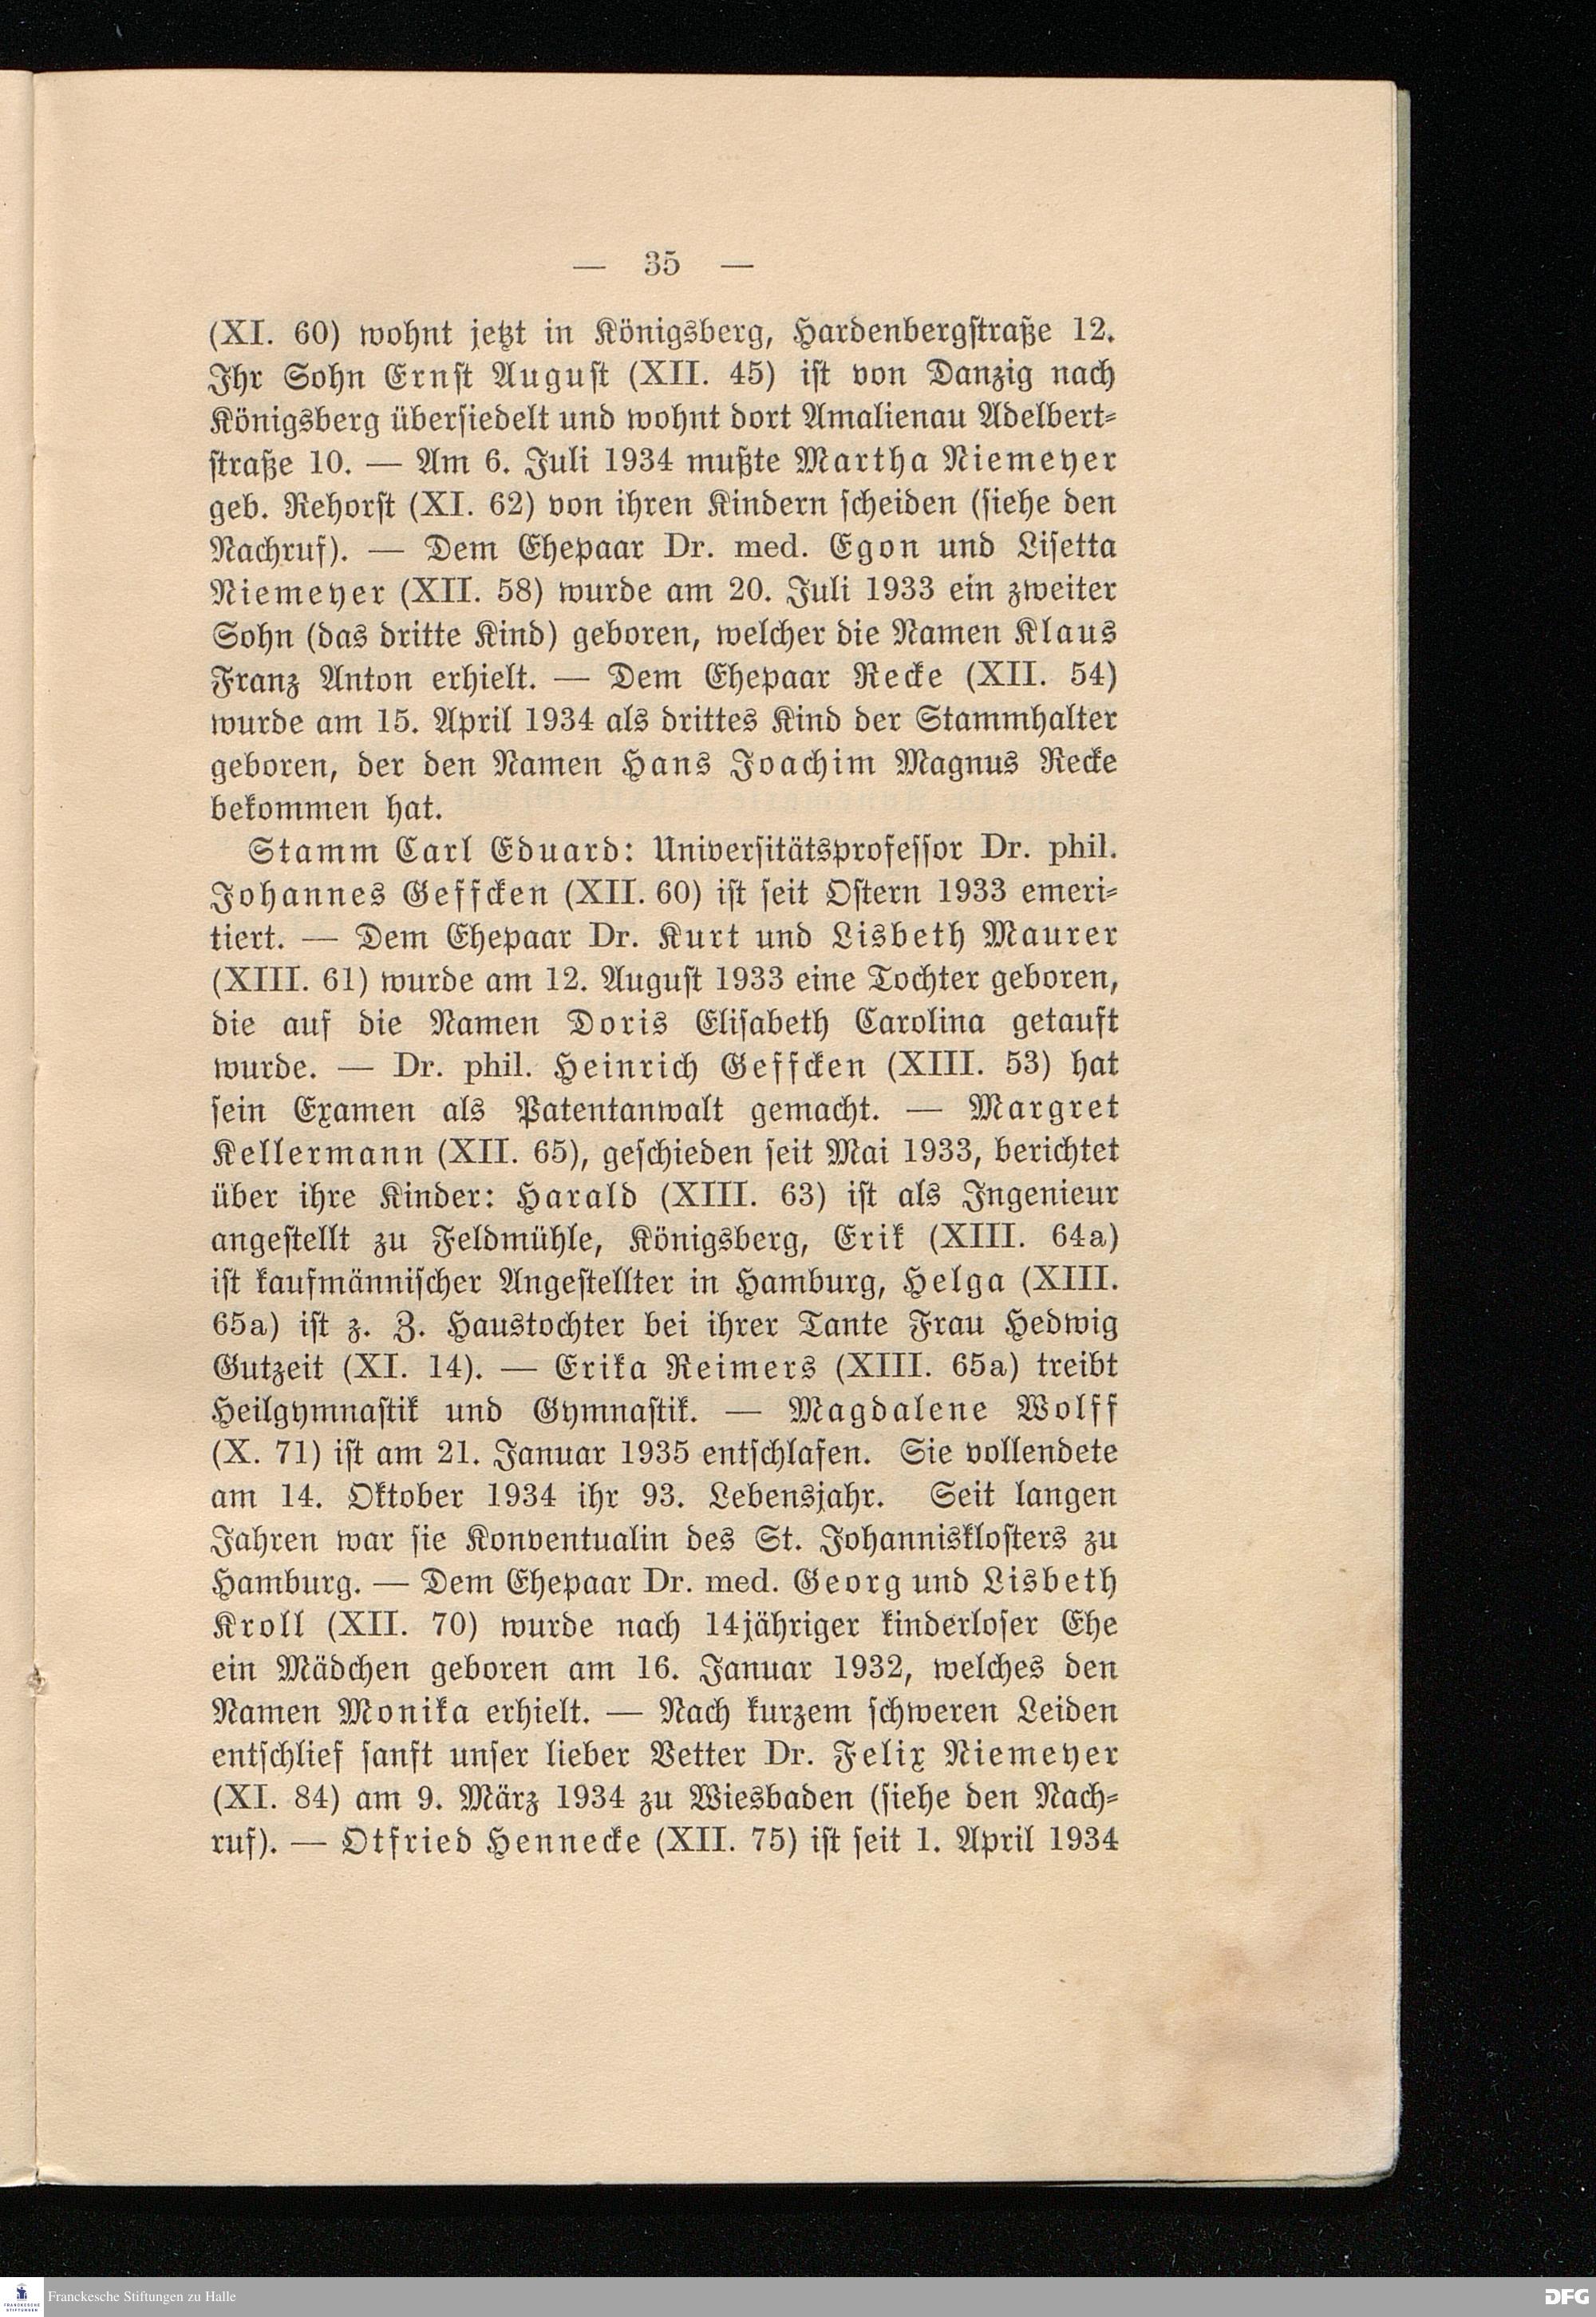 — 35 —
(XI. 60) wohnt jetzt in Königsberg, Hardenbergstraße 12.
Ihr Sohn Ernst August (XII. 45) ist von Danzig nach
Königsberg übersiedelt und wohnt dort Amalienau Adelbert-
straße 10. — Am 6. Juli 1934 mußte Martha Niemeyer
geb. Rehorst (XI. 62) von ihren Kindern scheiden (siehe den
Nachruf). — Dem Ehepaar Dr. med. Egon und Lisetta
Niemeyer (XII. 58) wurde am 20. Juli 1933 ein zweiter
Sohn (das dritte Kind) geboren, welcher die Namen Klaus
Franz Anton erhielt. — Dem Ehepaar Recke (XII. 54)
wurde am 15. April 1934 als drittes Kind der Stammhalter
geboren, der den Namen Hans Joachim Magnus Recke
bekommen hat.
Stamm Carl Eduard: Universitätsprofessor Dr. phil.
Johannes Geffcken (XII. 60) ist seit Ostern 1933 emeri-
tiert. — Dem Ehepaar Dr. Kurt und Lisbeth Maurer
(XIII. 61) wurde am 12. August 1933 eine Tochter geboren,
die auf die Namen Doris Elisabeth Carolina getauft
wurde. — Dr. phil. Heinrich Geffcken (XIII. 53) hat
sein Examen als Patentanwalt gemacht. — Margret
Kellermann (XII. 65), geschieden seit Mai 1933, berichtet
über ihre Kinder: Harald (XIII. 63) ist als Ingenieur
angestellt zu Feldmühle, Königsberg, Erik (XIII. 64a)
ist kaufmännischer Angestellter in Hamburg, Helga (XIII.
65a) ist z. Z. Haustochter bei ihrer Tante Frau Hedwig
Gutzeit (XI. 14). — Erika Reimers (XIII. 65a) treibt
Heilgymnastik und Gymnastik. — Magdalene Wolff
(X. 71) ist am 21. Januar 1935 entschlafen. Sie vollendete
am 14. Oktober 1934 ihr 93. Lebensjahr. Seit langen
Jahren war sie Konventualin des St. Johannisklosters zu
Hamburg. — Dem Ehepaar Dr. med. Georg und Lisbeth
Kroll (XII. 70) wurde nach 14jähriger kinderloser Ehe
ein Mädchen geboren am 16. Januar 1932, welches den
Namen Monika erhielt. — Nach kurzem schweren Leiden
entschlief sanft unser lieber Vetter Dr. Felix Niemeyer
(XI. 84) am 9. März 1934 zu Wiesbaden (siehe den Nach-
ruf). — Otfried Hennecke (XII. 75) ist seit 1. April 1934
FRANCKESCHE
STIFTUNGEN
Franckesche Stiftungen zu Halle
DFG